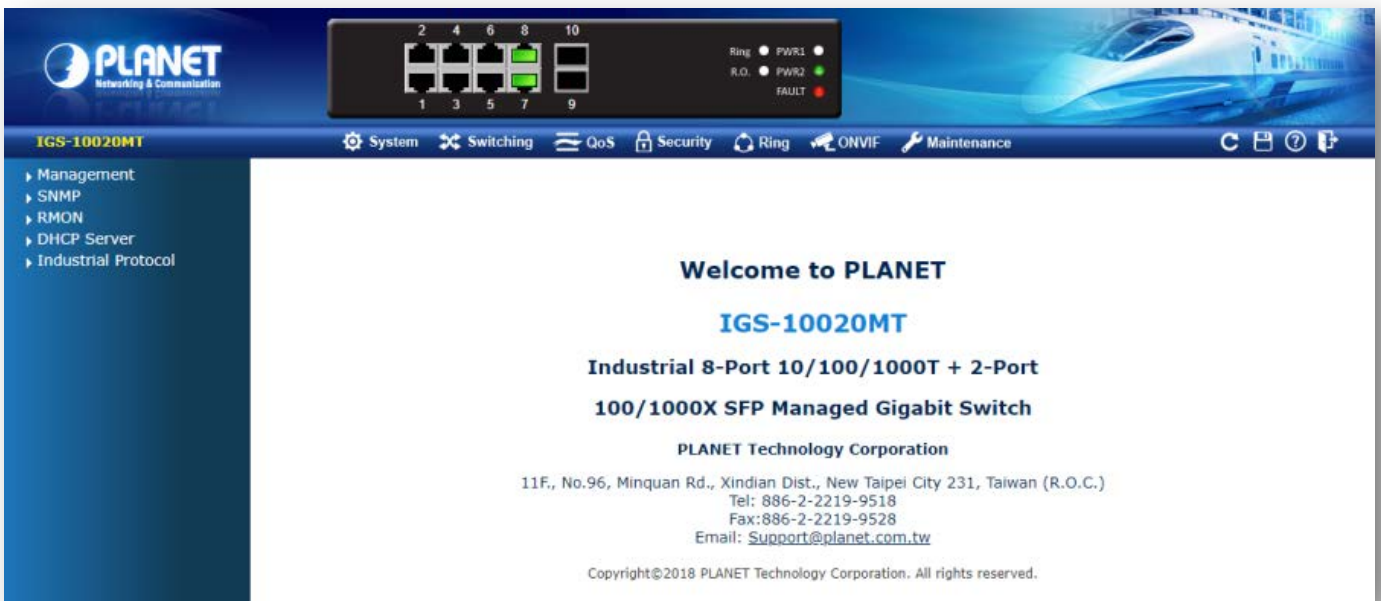 PLANET
Networking & Communication
2 4 6 8 10
1 3 5 7 9
Ring PWR1
R.O. PWR2
FAULT
IGS-10020MT
System Switching QoS Security Ring ONVIF Maintenance
Management
SNMP
RMON
DHCP Server
Industrial Protocol
Welcome to PLANET
IGS-10020MT
Industrial 8-Port 10/100/1000T + 2-Port
100/1000X SFP Managed Gigabit Switch
PLANET Technology Corporation
11F., No.96, Minquan Rd., Xindian Dist., New Taipei City 231, Taiwan (R.O.C.)
Tel: 886-2-2219-9518
Fax:886-2-2219-9528
Email: Support@planet.com.tw
Copyright©2018 PLANET Technology Corporation. All rights reserved.